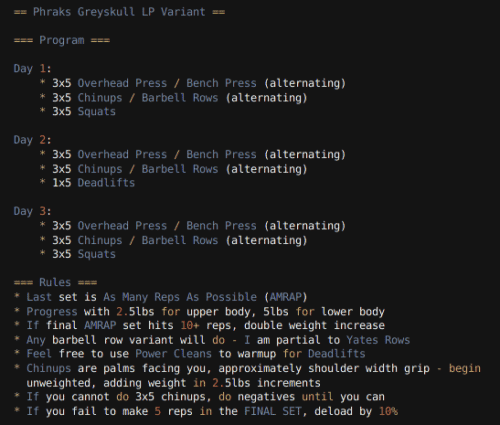 == Phraks Greyskull LP Variant ==
=== Program ===
Day 1:
* 3x5 Overhead Press / Bench Press (alternating)
* 3x5 Chinups / Barbell Rows (alternating)
* 3x5 Squats
Day 2:
* 3x5 Overhead Press / Bench Press (alternating)
* 3x5 Chinups / Barbell Rows (alternating)
* 1x5 Deadlifts
Day 3:
* 3x5 Overhead Press / Bench Press (alternating)
* 3x5 Chinups / Barbell Rows (alternating)
* 3x5 Squats
=== Rules ===
* Last set is As Many Reps As Possible (AMRAP)
* Progress with 2.5lbs for upper body, 5lbs for lower body
* If final AMRAP set hits 10+ reps, double weight increase
* Any barbell row variant will do - I am partial to Yates Rows
* Feel free to use Power Cleans to warmup for Deadlifts
* Chinups are palms facing you, approximately shoulder width grip - begin
unweighted, adding weight in 2.5lbs increments
* If you cannot do 3x5 chinups, do negatives until you can
* If you fail to make 5 reps in the FINAL SET, deload by 10%